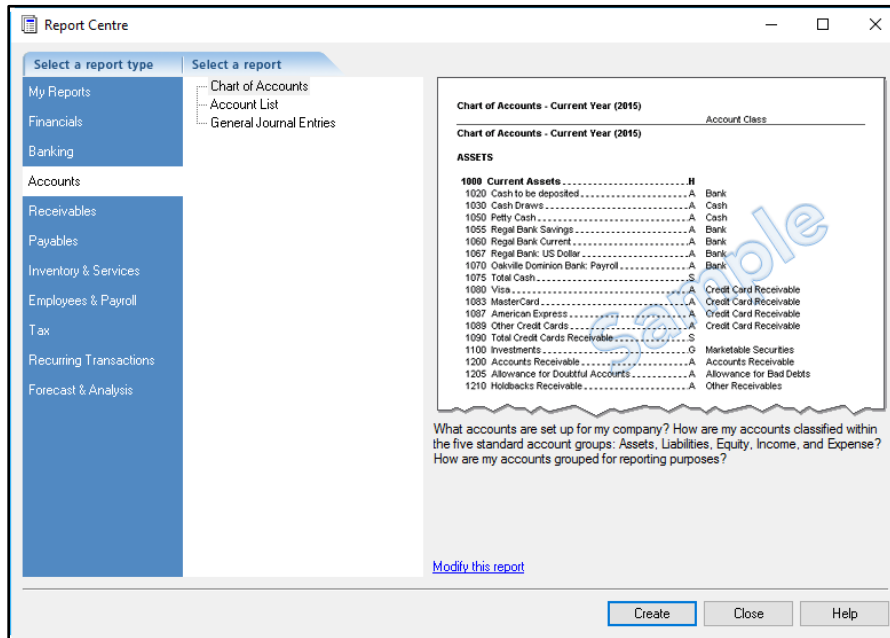 Report Centre
Select a report type
Select a report
My Reports
Financials
Banking
Accounts
Receivables
Payables
Inventory & Services
Employees & Payroll
Tax
Recurring Transactions
Forecast & Analysis
Chart of Accounts
Account List
General Journal Entries
Chart of Accounts - Current Year (2015)
Account Class
Chart of Accounts - Current Year (2015)
ASSETS
1000 Current Assets H
1020 Cash to be deposited A Bank
1030 Cash Draws A Cash
1050 Petty Cash A Cash
1055 Regal Bank Savings A Bank
1060 Regal Bank Current A Bank
1067 Regal Bank: US Dollar A Bank
1070 Oakville Dominion Bank: Payroll A Bank
1075 Total Cash S
1080 Visa A Credit Card Receivable
1083 MasterCard A Credit Card Receivable
1087 American Express A Credit Card Receivable
1089 Other Credit Cards A Credit Card Receivable
1090 Total Credit Cards Receivable S
1100 Investments G Marketable Securities
1200 Accounts Receivable A Accounts Receivable
1205 Allowance for Doubtful Accounts A Allowance for Bad Debts
1210 Holdbacks Receivable A Other Receivables
Sample
What accounts are set up for my company? How are my accounts classified within
the five standard account groups: Assets, Liabilities, Equity, Income, and Expense?
How are my accounts grouped for reporting purposes?
Modify this report
Create
Close
Help